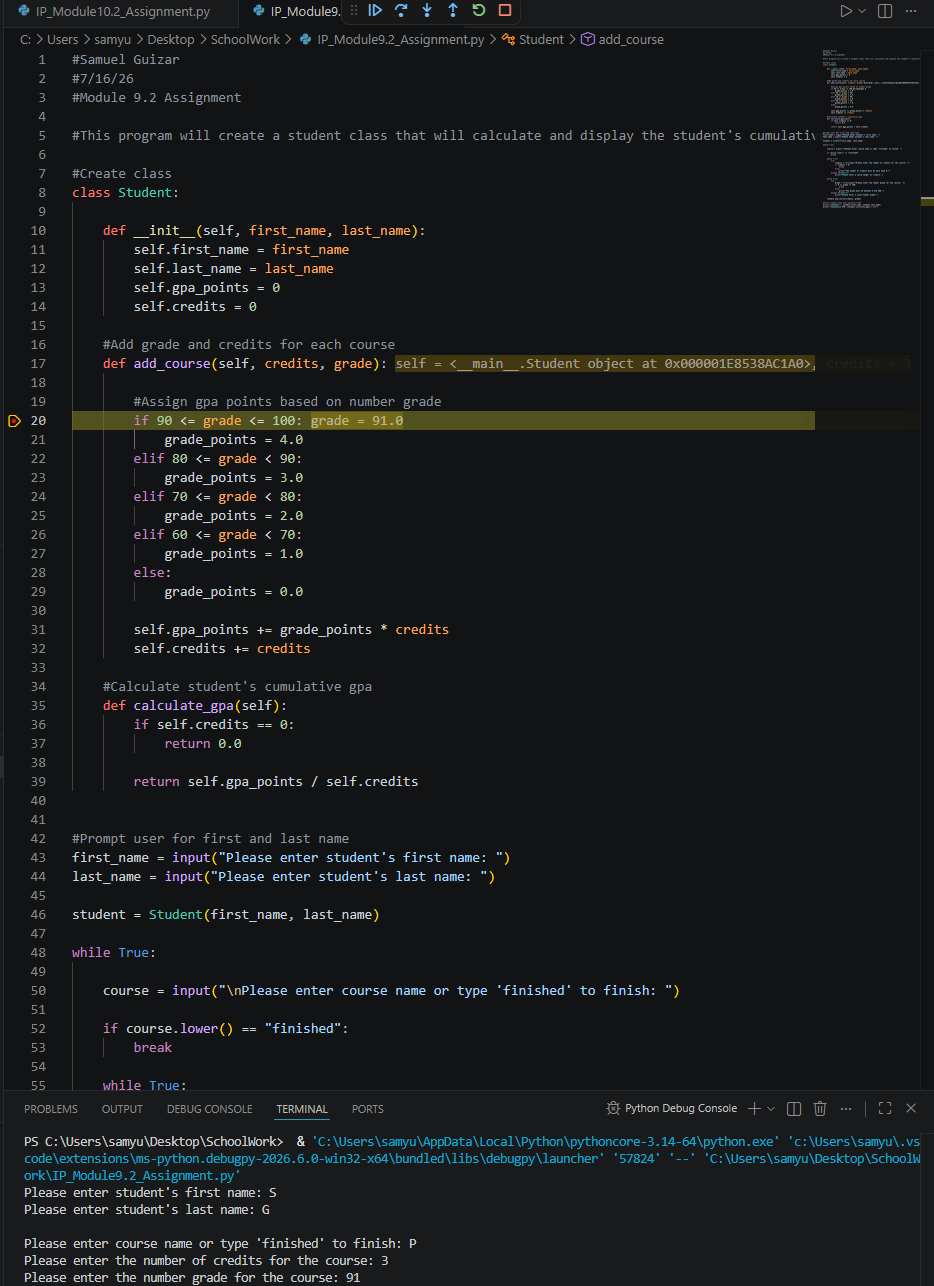 IP_Module10.2_Assignment.py
IP_Module9.
C: > Users > samyu > Desktop > SchoolWork > IP_Module9.2_Assignment.py > Student > add_course
1 #Samuel Guizar
2 #7/16/26
3 #Module 9.2 Assignment
4
5 #This program will create a student class that will calculate and display the student's cumulativ
6
7 #Create class
8 class Student:
9
10 def __init__(self, first_name, last_name):
11 self.first_name = first_name
12 self.last_name = last_name
13 self.gpa_points = 0
14 self.credits = 0
15
16 #Add grade and credits for each course
17 def add_course(self, credits, grade): self = <__main__.Student object at 0x000001E8538AC1A0>, credits = 3
18
19 #Assign gpa points based on number grade
20 if 90 <= grade <= 100: grade = 91.0
21 grade_points = 4.0
22 elif 80 <= grade < 90:
23 grade_points = 3.0
24 elif 70 <= grade < 80:
25 grade_points = 2.0
26 elif 60 <= grade < 70:
27 grade_points = 1.0
28 else:
29 grade_points = 0.0
30
31 self.gpa_points += grade_points * credits
32 self.credits += credits
33
34 #Calculate student's cumulative gpa
35 def calculate_gpa(self):
36 if self.credits == 0:
37 return 0.0
38
39 return self.gpa_points / self.credits
40
41
42 #Prompt user for first and last name
43 first_name = input("Please enter student's first name: ")
44 last_name = input("Please enter student's last name: ")
45
46 student = Student(first_name, last_name)
47
48 while True:
49
50 course = input("\nPlease enter course name or type 'finished' to finish: ")
51
52 if course.lower() == "finished":
53 break
54
55 while True:
PROBLEMS OUTPUT DEBUG CONSOLE TERMINAL PORTS Python Debug Console
PS C:\Users\samyu\Desktop\SchoolWork> & 'C:\Users\samyu\AppData\Local\Python\pythoncore-3.14-64\python.exe' 'c:\Users\samyu\.vs
code\extensions\ms-python.debugpy-2026.6.0-win32-x64\bundled\libs\debugpy\launcher' '57824' '--' 'C:\Users\samyu\Desktop\SchoolW
ork\IP_Module9.2_Assignment.py'
Please enter student's first name: S
Please enter student's last name: G
Please enter course name or type 'finished' to finish: P
Please enter the number of credits for the course: 3
Please enter the number grade for the course: 91